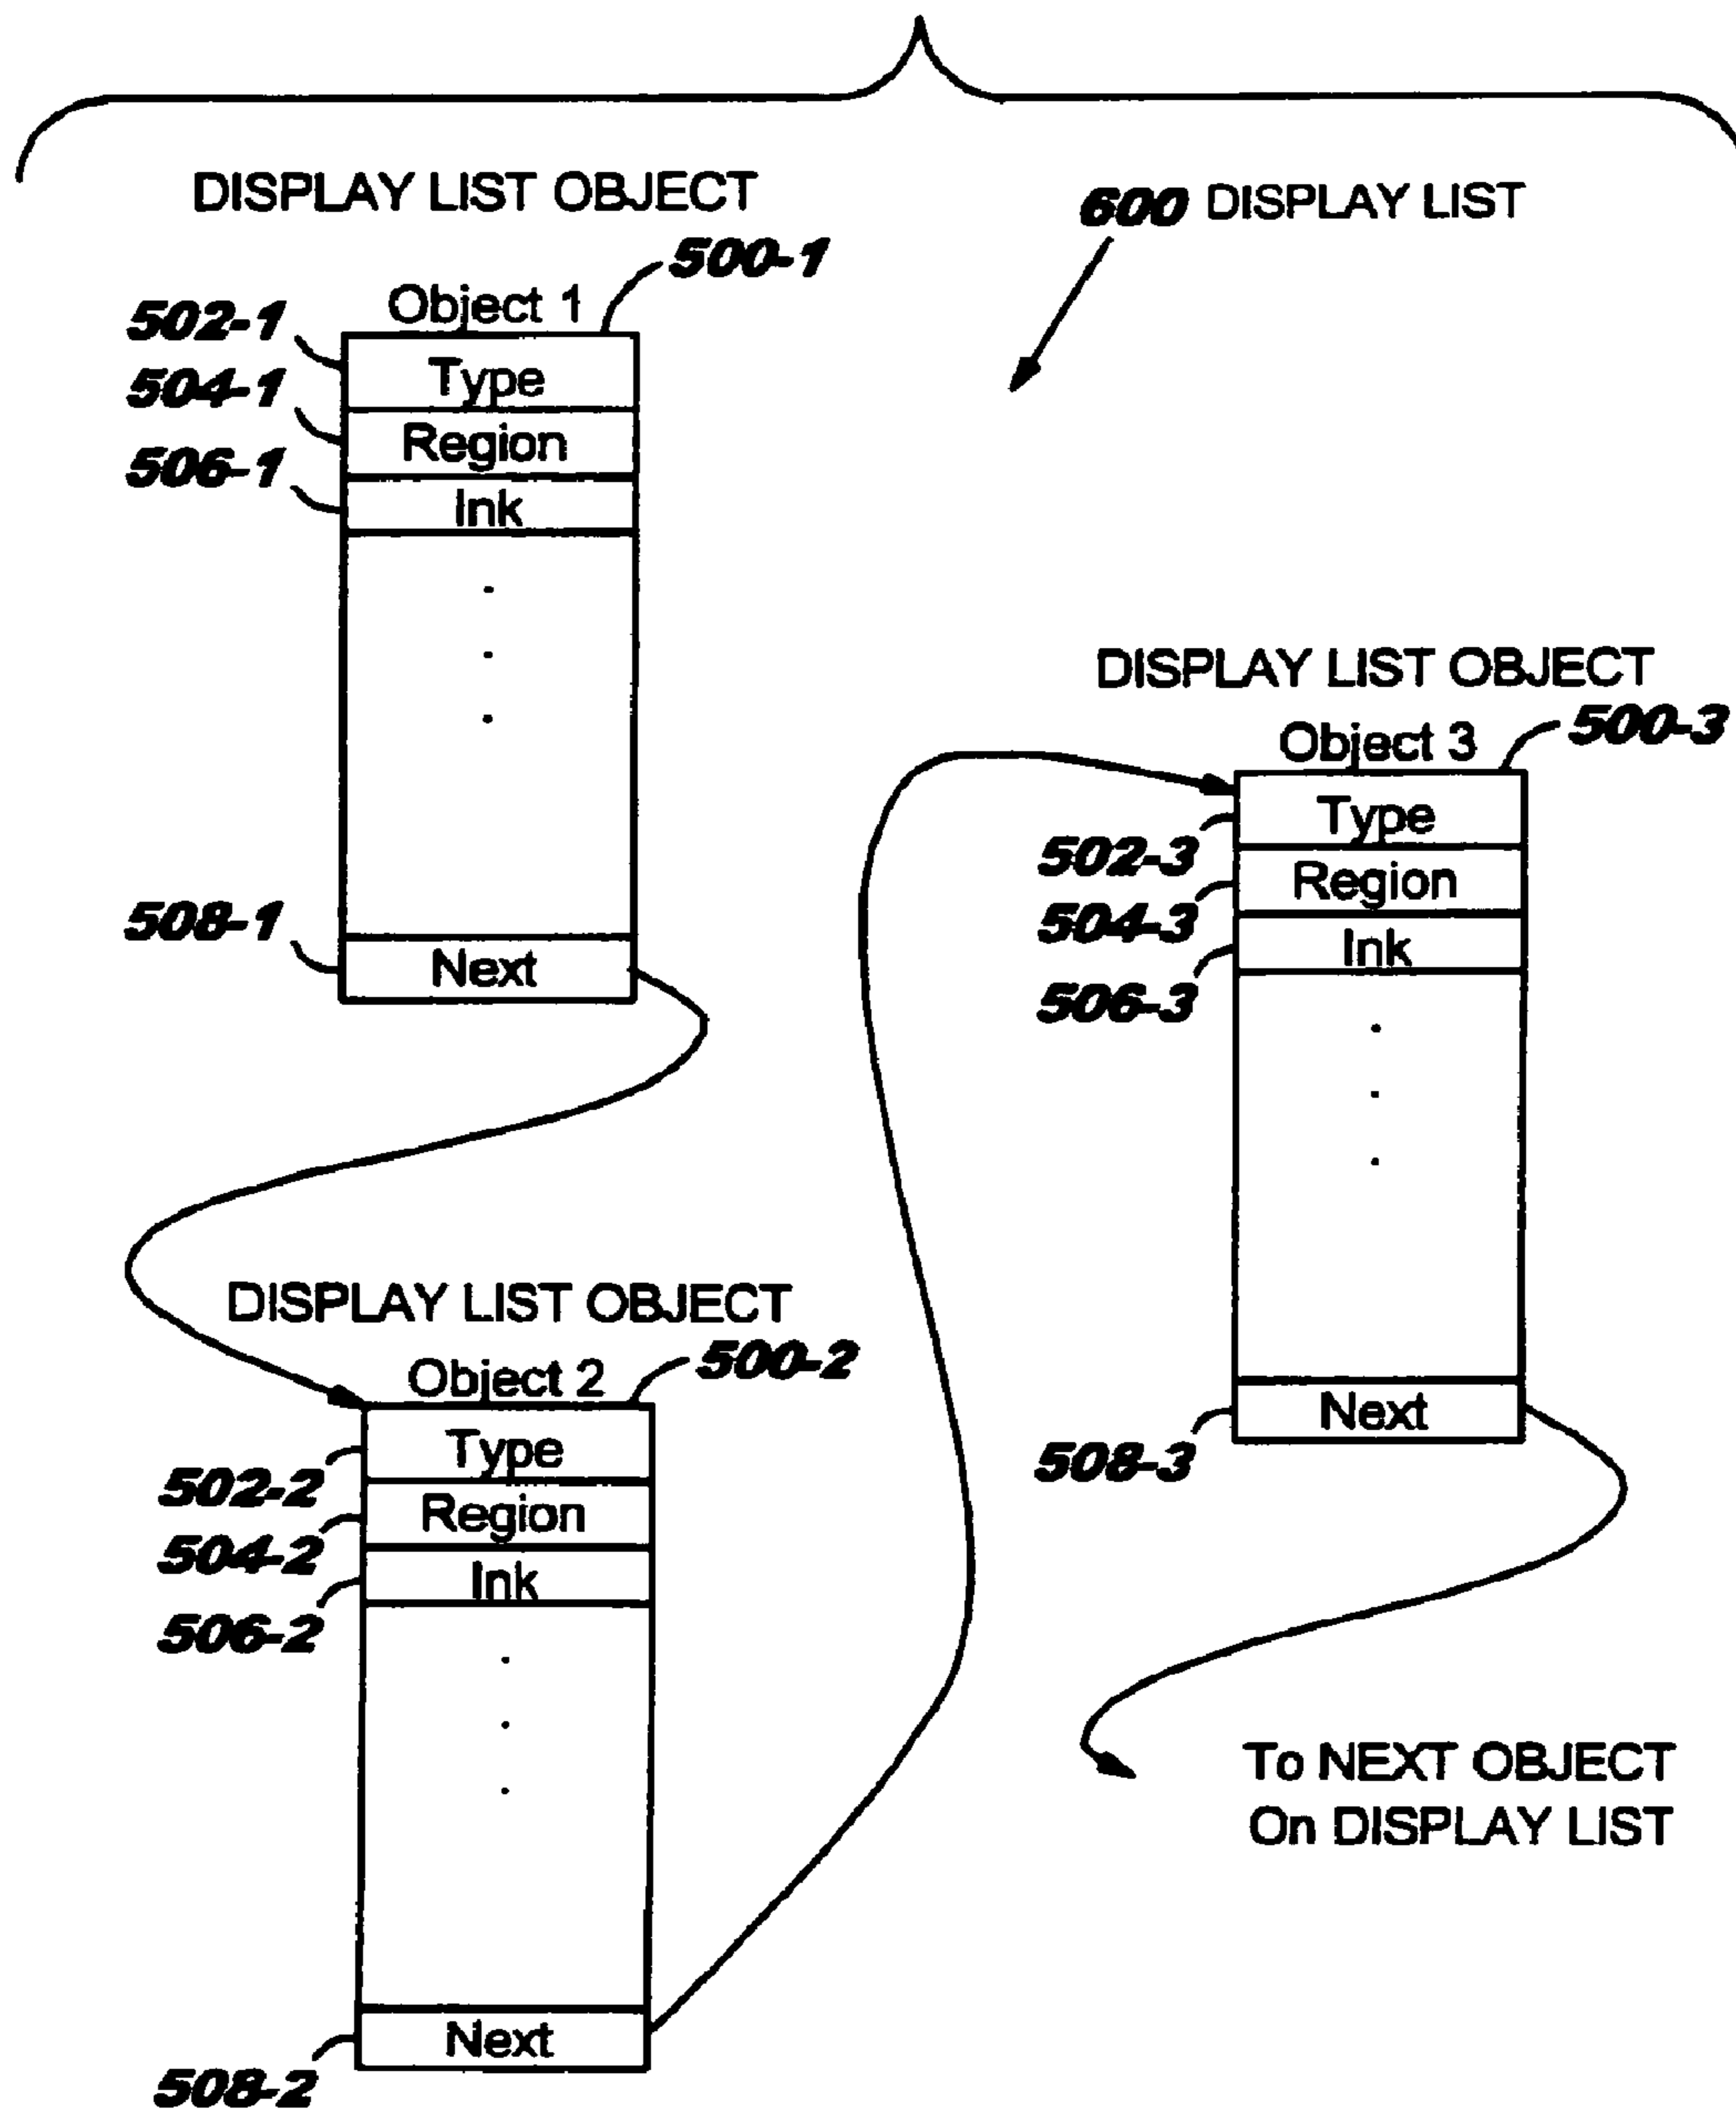 DISPLAY LIST OBJECT
600 DISPLAY LIST
500-1
Object 1
502-1
Type
504-1
Region
506-1
Ink
508-1
Next
DISPLAY LIST OBJECT
500-2
Object 2
Type
502-2
Region
504-2
Ink
506-2
Next
508-2
DISPLAY LIST OBJECT
500-3
Object 3
Type
502-3
Region
504-3
Ink
506-3
Next
508-3
To NEXT OBJECT
On DISPLAY LIST